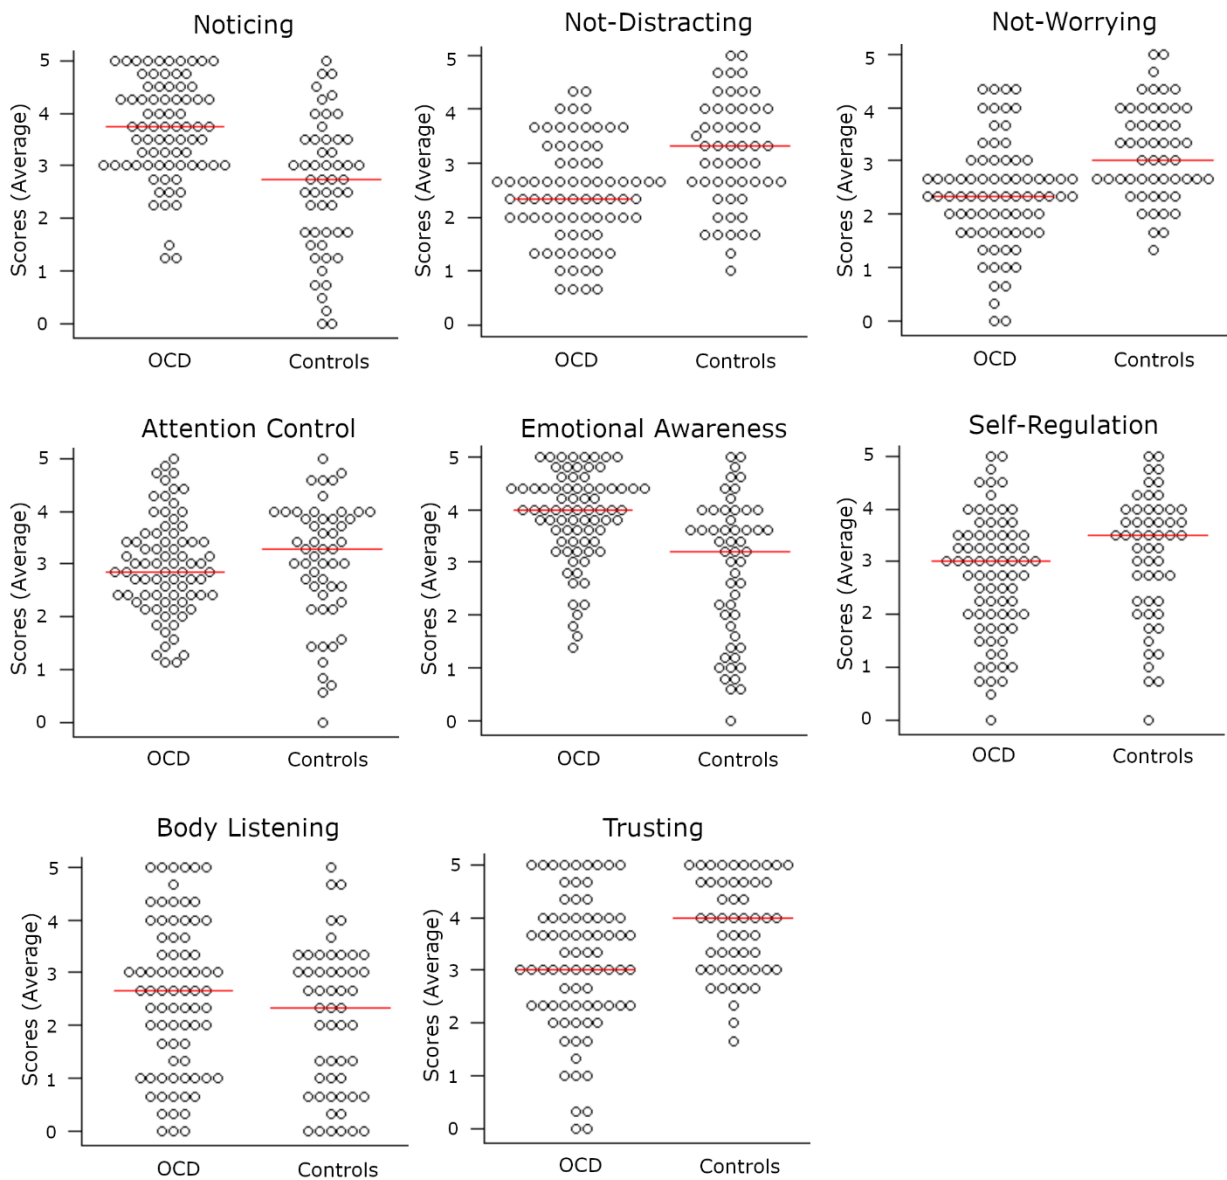 Noticing
Scores (Average)
5
4
3
2
1
0
OCD
Controls
Not-Distracting
Scores (Average)
5
4
3
2
1
0
OCD
Controls
Not-Worrying
Scores (Average)
5
4
3
2
1
0
OCD
Controls
Attention Control
Scores (Average)
5
4
3
2
1
0
OCD
Controls
Emotional Awareness
Scores (Average)
5
4
3
2
1
0
OCD
Controls
Self-Regulation
Scores (Average)
5
4
3
2
1
0
OCD
Controls
Body Listening
Scores (Average)
5
4
3
2
1
0
OCD
Controls
Trusting
Scores (Average)
5
4
3
2
1
0
OCD
Controls